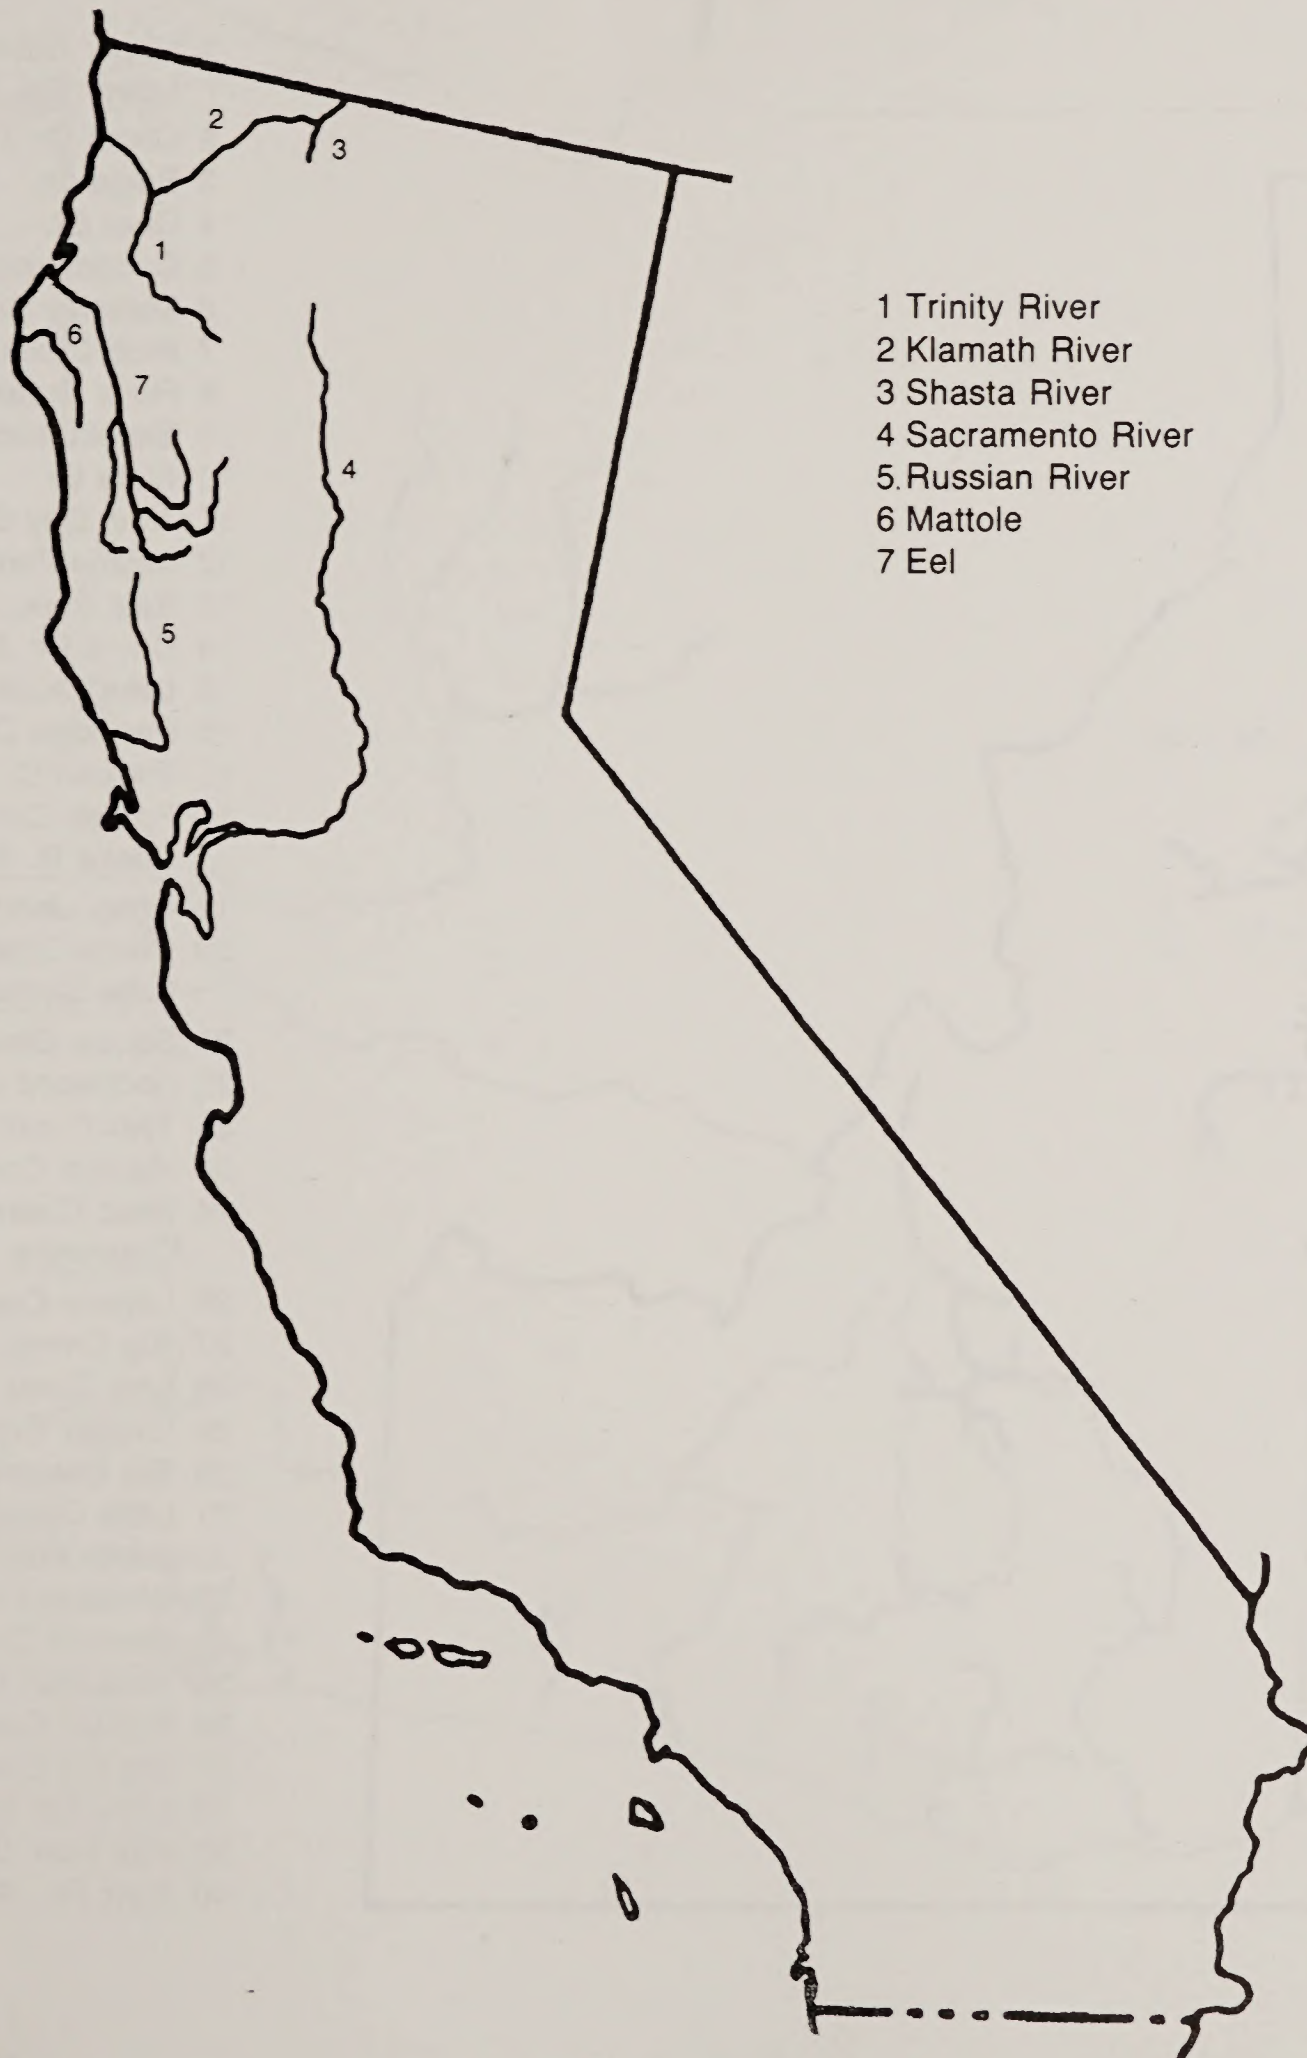 2
3
1
6
7
4
5
1 Trinity River
2 Klamath River
3 Shasta River
4 Sacramento River
5.Russian River
6 Mattole
7 Eel